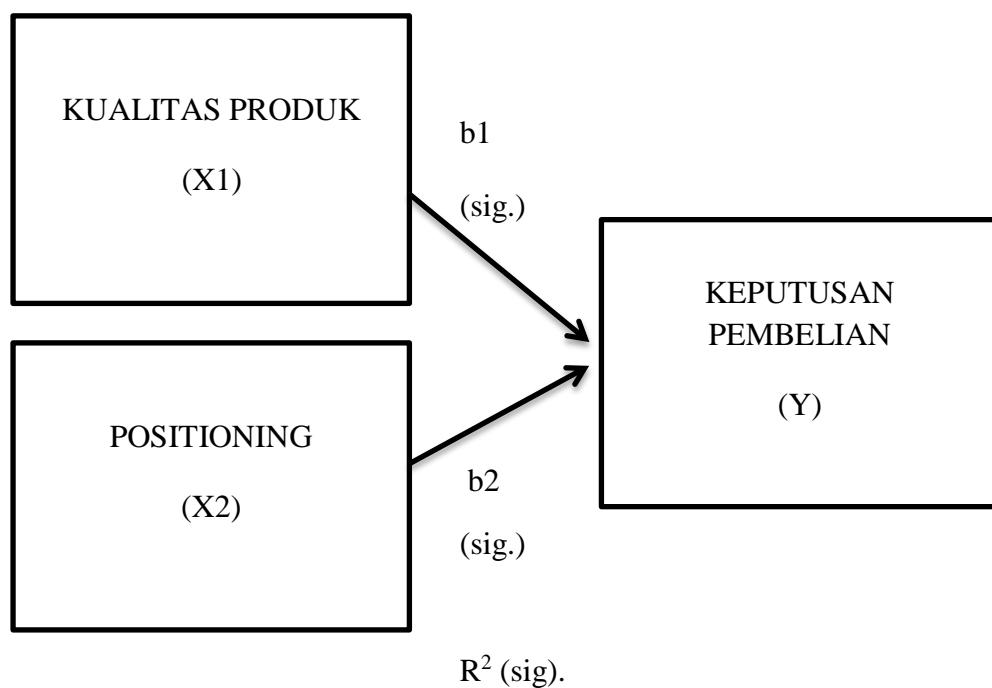 KUALITAS PRODUK
(X1)
b1
(sig.)
KEPUTUSAN
PEMBELIAN
(Y)
POSITIONING
(X2)
b2
(sig.)
R² (sig).